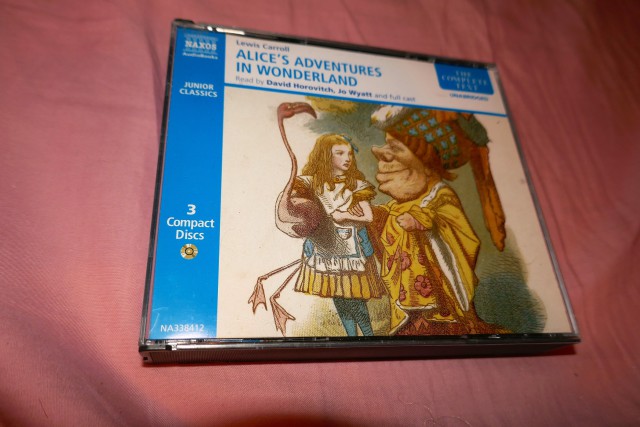 NAXOS
AudioBooks
JUNIOR
CLASSICS
3
Compact
Discs
NA338412
Lewis Carroll
ALICE'S ADVENTURES
IN WONDERLAND
Read by David Horovitch, Jo Wyatt and full cast
THE
COMPLETE
TEXT
UNABRIDGED